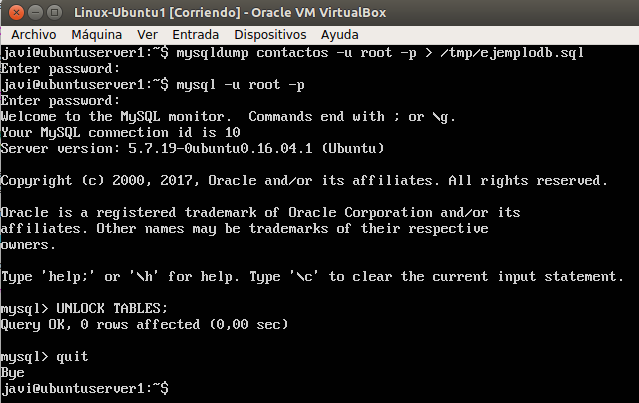 Linux-Ubuntu1 [Corriendo] - Oracle VM VirtualBox
Archivo Máquina Ver Entrada Dispositivos Ayuda
javi@ubuntuserver1:~$ mysqldump contactos -u root -p > /tmp/ejemplodb.sql
Enter password:
javi@ubuntuserver1:~$ mysql -u root -p
Enter password:
Welcome to the MySQL monitor.  Commands end with ; or \g.
Your MySQL connection id is 10
Server version: 5.7.19-0ubuntu0.16.04.1 (Ubuntu)
Copyright (c) 2000, 2017, Oracle and/or its affiliates. All rights reserved.
Oracle is a registered trademark of Oracle Corporation and/or its
affiliates. Other names may be trademarks of their respective
owners.
Type 'help;' or '\h' for help. Type '\c' to clear the current input statement.
mysql> UNLOCK TABLES;
Query OK, 0 rows affected (0,00 sec)
mysql> quit
Bye
javi@ubuntuserver1:~$